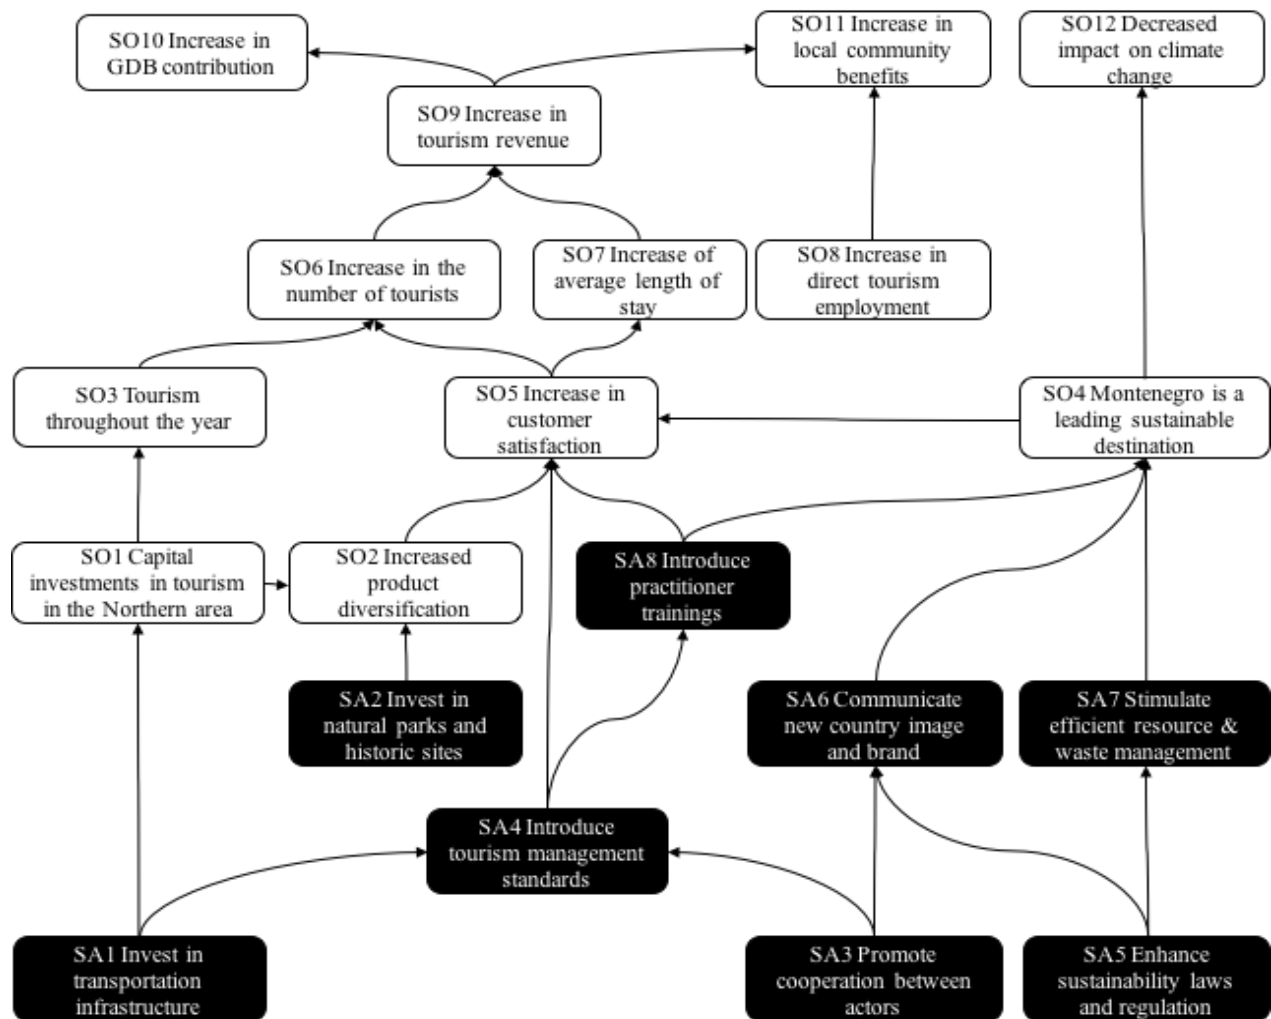 SO10 Increase in
GDB contribution
SO11 Increase in
local community
benefits
SO12 Decreased
impact on climate
change
SO9 Increase in
tourism revenue
SO6 Increase in the
number of tourists
SO7 Increase of
average length of
stay
SO8 Increase in
direct tourism
employment
SO3 Tourism
throughout the year
SO5 Increase in
customer
satisfaction
SO4 Montenegro is a
leading sustainable
destination
SO1 Capital
investments in tourism
in the Northern area
SO2 Increased
product
diversification
SA8 Introduce
practitioner
trainings
SA2 Invest in
natural parks and
historic sites
SA6 Communicate
new country image
and brand
SA7 Stimulate
efficient resource &
waste management
SA4 Introduce
tourism management
standards
SA1 Invest in
transportation
infrastructure
SA3 Promote
cooperation between
actors
SA5 Enhance
sustainability laws
and regulation